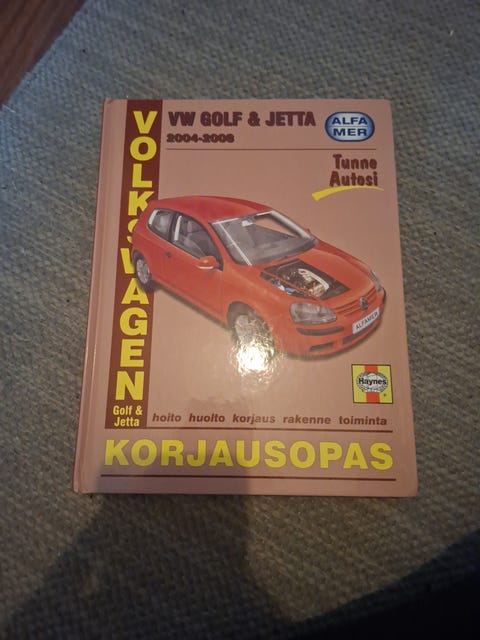 VOLKSWAGEN
Golf &
Jetta
VW GOLF & JETTA
2004-2008
ALFA
MER
Tunne
Autosi
ALFAMER
Haynes
hoito huolto korjaus rakenne toiminta
KORJAUSOPAS